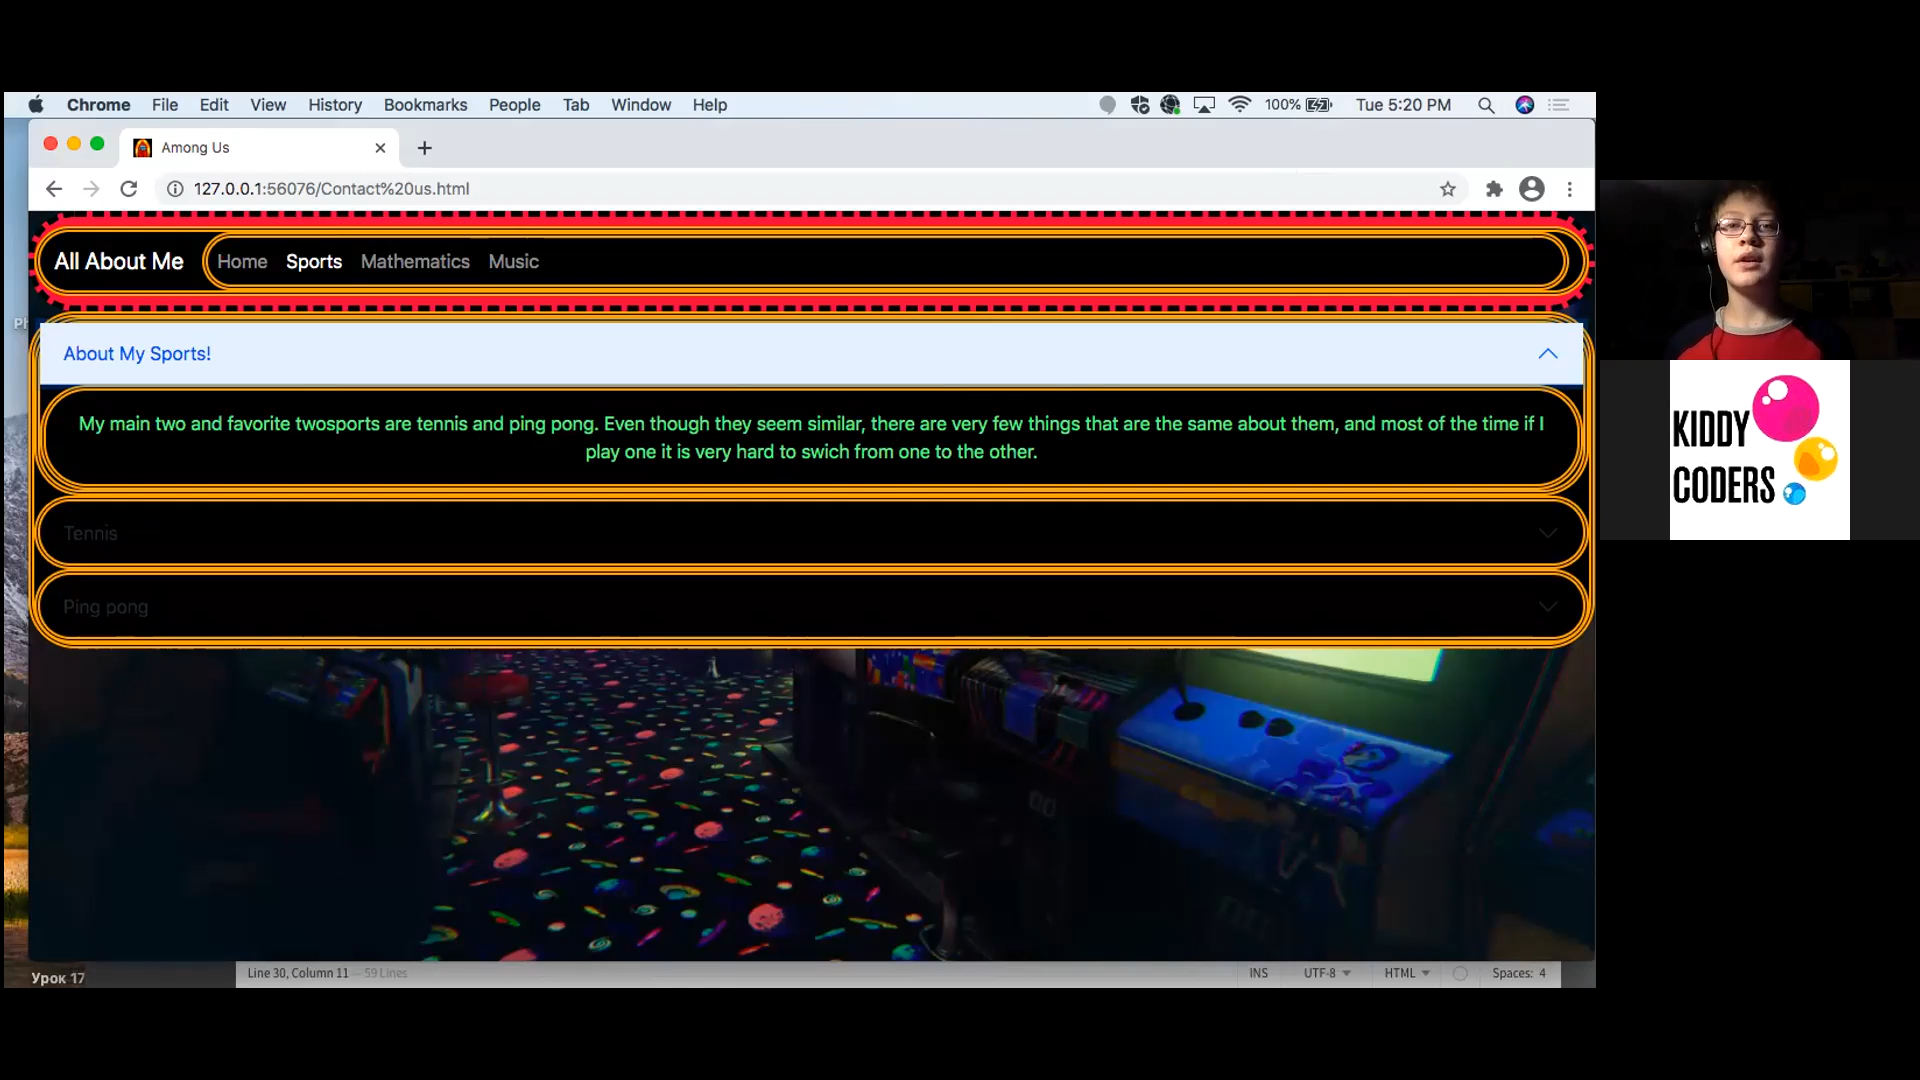 Chrome File Edit View History Bookmarks People Tab Window Help
100% Tue 5:20 PM
Among Us
127.0.0.1:56076/Contact%20us.html
All About Me Home Sports Mathematics Music
About My Sports!
My main two and favorite twosports are tennis and ping pong. Even though they seem similar, there are very few things that are the same about them, and most of the time if I
play one it is very hard to swich from one to the other.
Tennis
Ping pong
Урок 17
Line 30, Column 11 — 59 Lines
INS UTF-8 HTML Spaces: 4
KIDDY
CODERS